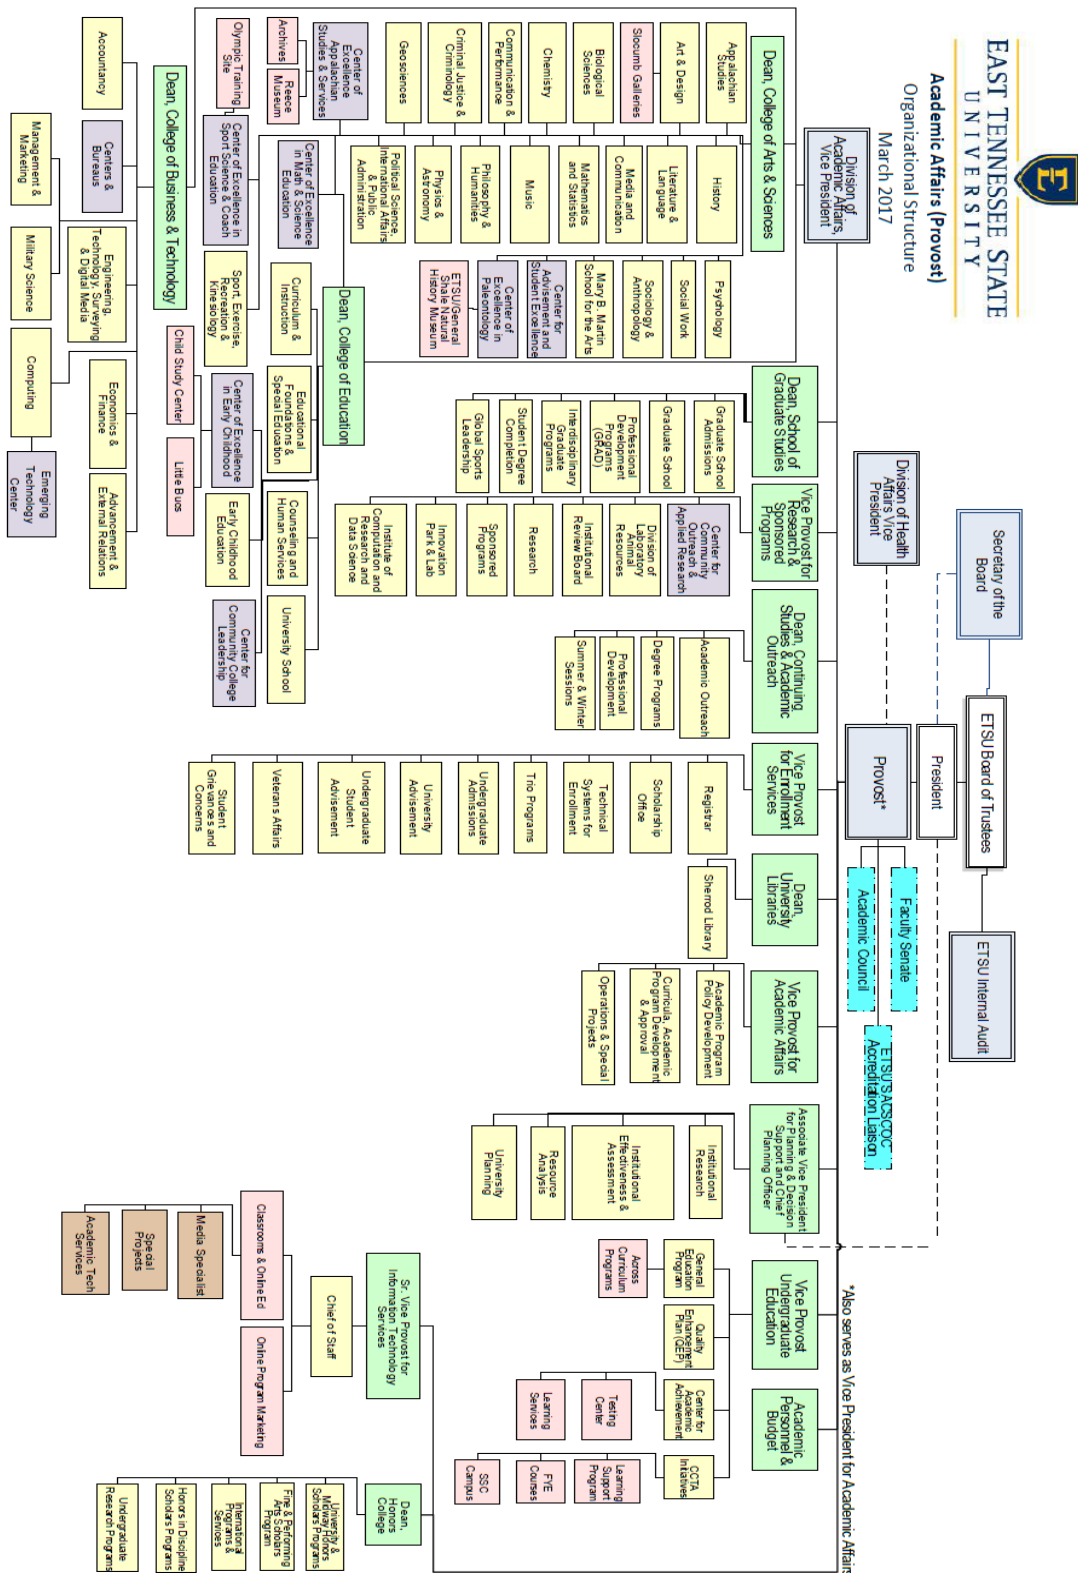 EAST TENNESSEE STATE
UNIVERSITY
Academic Affairs (Provost)
Organizational Structure
March 2017
Secretary of the
Board
ETSU Board of Trustees
ETSU Internal Audit
President
Division of Health
Affairs Vice
President
Provost*
Faculty Senate
Academic Council
ETSU SACSCOC
Accreditation Liaison
*Also serves as Vice President for Academic Affairs
Division of
Academic Affairs,
Vice President
Dean, College of Arts & Sciences
Appalachian
Studies
Art & Design
Slocumb Galleries
Biological
Sciences
Chemistry
Communication &
Performance
Criminal Justice &
Criminology
Geosciences
Center of
Excellence
Appalachian
Studies & Services
Archives
Reece
Museum
History
Literature &
Language
Media and
Communication
Mathematics
and Statistics
Music
Philosophy &
Humanities
Physics &
Astronomy
Political Science,
International Affairs
& Public
Administration
Center of Excellence
in Math & Science
Education
Psychology
Social Work
Sociology &
Anthropology
Mary B. Martin
School for the Arts
Center for
Advisement and
Student Excellence
Center of
Excellence in
Paleontology
ETSU/General
Shale Natural
History Museum
Dean, School of
Graduate Studies
Graduate School
Admissions
Graduate School
Professional
Development
Programs
(GRAD)
Interdisciplinary
Graduate
Programs
Student Degree
Completion
Global Sports
Leadership
Vice Provost for
Research &
Sponsored
Programs
Center for
Community
Outreach &
Applied Research
Division of
Laboratory
Animal
Resources
Institutional
Review Board
Research
Sponsored
Programs
Innovation
Park & Lab
Institute of
Computation and
Research and
Data science
Dean, Continuing
Studies & Academic
Outreach
Academic Outreach
Degree Programs
Professional
Development
Summer & Winter
Sessions
Vice Provost
for Enrollment
Services
Registrar
Scholarship
Office
Technical
Systems for
Enrollment
Trio Programs
Undergraduate
Admissions
University
Advisement
Undergraduate
Student
Advisement
Veterans Affairs
Student
Grievances and
Concerns
Dean,
University
Libraries
Sherrod Library
Vice Provost for
Academic Affairs
Academic Program
Policy Development
Curricula, Academic
Program Development
& Approval
Operations & Special
Projects
Associate Vice President
for Planning & Decision
Support and Chief
Planning Officer
Institutional
Research
Institutional
Effectiveness &
Assessment
Resource
Analysis
University
Planning
Vice Provost
Undergraduate
Education
General
Education
Program
Across
Curriculum
Programs
Quality
Enhancement
Plan (QEP)
Center for
Academic
Achievement
Testing
Center
Learning
Services
CCTA
Initiatives
Learning
Support
Program
FYE
Courses
SSC
Campus
Academic
Personnel &
Budget
Dean, College of Education
Curriculum &
Instruction
Educational
Foundations &
Special Education
Counseling and
Human Services
University School
Olympic Training
Site
Center of Excellence in
Sport Science & Coach
Education
Sport, Exercise,
Recreation &
Kinesiology
Center of Excellence
in Early Childhood
Child Study Center
Little Bucs
Early Childhood
Education
Center for
Community College
Leadership
Dean, College of Business & Technology
Accountancy
Centers &
Bureaus
Engineering,
Technology, Surveying
& Digital Media
Economics &
Finance
Advancement &
External Relations
Management &
Marketing
Military Science
Computing
Emerging
Technology
Center
Sr. Vice Provost for
Information Technology
Services
Chief of Staff
Classrooms & Online Ed
Online Program Marketing
Media Specialist
Special
Projects
Academic Tech
Services
Dean,
Honors
College
University &
Midway Honors
Scholars Programs
Fine & Performing
Arts Scholars
Program
International
Programs &
Services
Honors in Discipline
Scholars Programs
Undergraduate
Research Programs